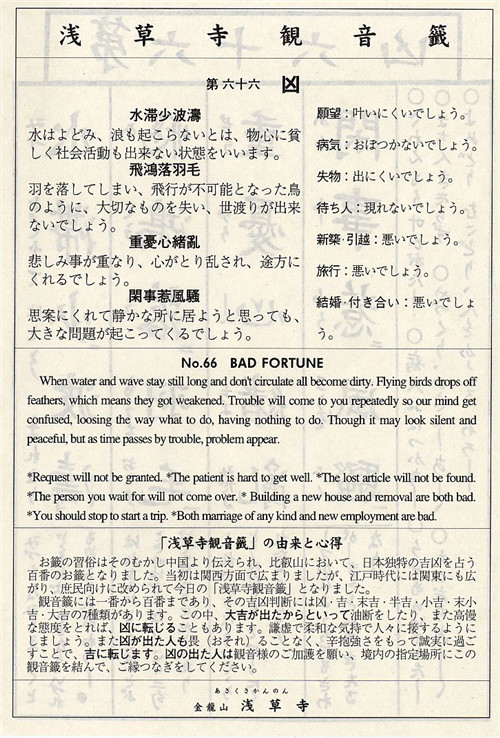 浅草寺観音籤
第六十六 凶
水滞少波濤
水はよどみ、浪も起こらないとは、物心に貧
しく社会活動も出来ない状態をいいます。
飛鴻落羽毛
羽を落してしまい、飛行が不可能となった鳥
のように、大切なものを失い、世渡りが出来
ないでしょう。
重憂心緒亂
悲しみ事が重なり、心がとり乱され、途方に
くれるでしょう。
閑事惹風騷
思案にくれて静かな所に居ようと思っても、
大きな問題が起こってくるでしょう。
願望：叶いにくいでしょう。
病気：おぼつかないでしょう。
失物：出にくいでしょう。
待ち人：現れないでしょう。
新築・引越：悪いでしょう。
旅行：悪いでしょう。
結婚・付き合い：悪いでしょ
う。
No.66 BAD FORTUNE
When water and wave stay still long and don't circulate all become dirty. Flying birds drops off
feathers, which means they got weakened. Trouble will come to you repeatedly so our mind get
confused, loosing the way what to do, having nothing to do. Though it may look silent and
peaceful, but as time passes by trouble, problem appear.
*Request will not be granted. *The patient is hard to get well. *The lost article will not be found.
*The person you wait for will not come over. * Building a new house and removal are both bad.
*You should stop to start a trip. *Both marriage of any kind and new employment are bad.
「浅草寺観音籤」の由来と心得
お籤の習俗はそのむかし中国より伝えられ、比叡山において、日本独特の吉凶を占う
百番のお籤となりました。当初は関西方面で広まりましたが、江戸時代には関東にも広
がり、庶民向けに改められて今日の「浅草寺観音籤」となりました。
観音籤には一番から百番まであり、その吉凶判断には凶・吉・末吉・半吉・小吉・末小
吉・大吉の7種類があります。この中、大吉が出たからといって油断をしたり、また高慢
な態度をとれば、凶に転じることもあります。謙虚で柔和な気持で人々に接するように
しましょう。また凶が出た人も畏（おそれ）ることなく、辛抱強さをもって誠実に過ご
すことで、吉に転じます。凶の出た人は観音様のご加護を願い、境内の指定場所にこの
観音籤を結んで、ご縁つなぎをしてください。
あさくさかんのん
金龍山 浅草寺